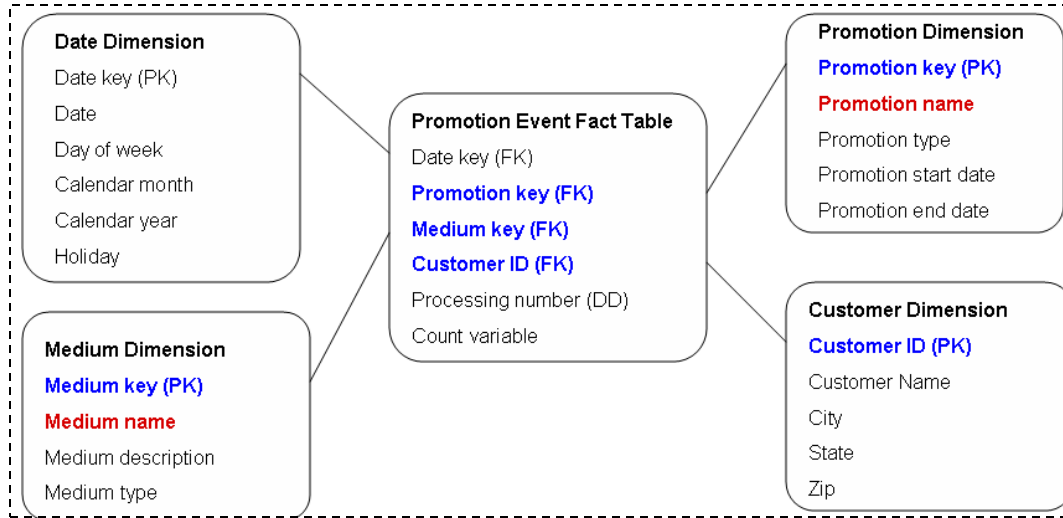 Date Dimension
Date key (PK)
Date
Day of week
Calendar month
Calendar year
Holiday
Medium Dimension
Medium key (PK)
Medium name
Medium description
Medium type
Promotion Event Fact Table
Date key (FK)
Promotion key (FK)
Medium key (FK)
Customer ID (FK)
Processing number (DD)
Count variable
Promotion Dimension
Promotion key (PK)
Promotion name
Promotion type
Promotion start date
Promotion end date
Customer Dimension
Customer ID (PK)
Customer Name
City
State
Zip